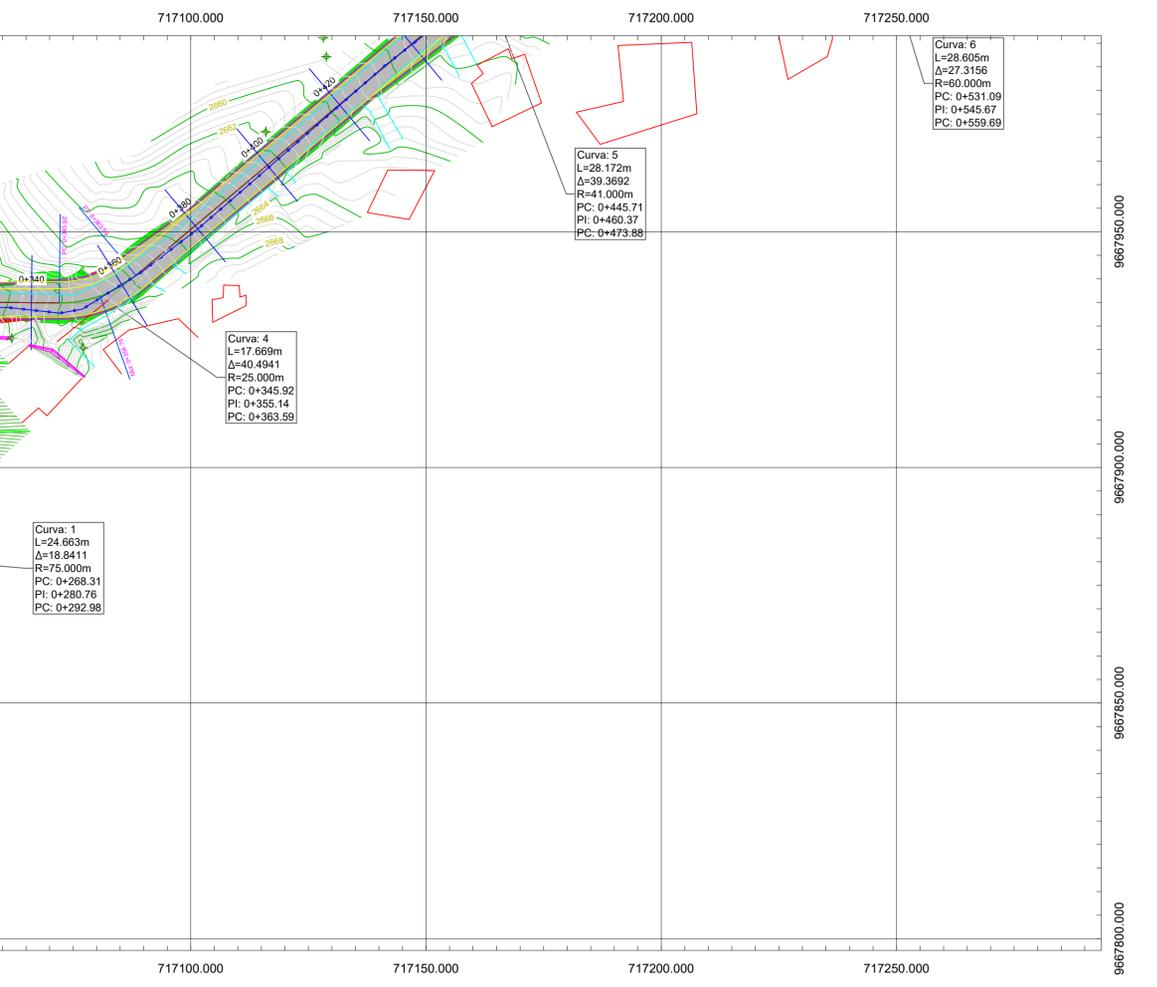 717100.000
717150.000
717200.000
717250.000
Curva: 6
L=28.605m
Δ=27.3156
R=60.000m
PC: 0+531.09
PI: 0+545.67
PC: 0+559.69
0+420
2660
2662
0+400
Curva: 5
L=28.172m
Δ=39.3692
R=41.000m
PC: 0+445.71
PI: 0+460.37
PC: 0+473.88
0+380
2664
2666
2668
9667950.000
0+360
0+340
Curva: 4
L=17.669m
Δ=40.4941
R=25.000m
PC: 0+345.92
PI: 0+355.14
PC: 0+363.59
9667900.000
Curva: 1
L=24.663m
Δ=18.8411
R=75.000m
PC: 0+268.31
PI: 0+280.76
PC: 0+292.98
9667850.000
9667800.000
717100.000
717150.000
717200.000
717250.000